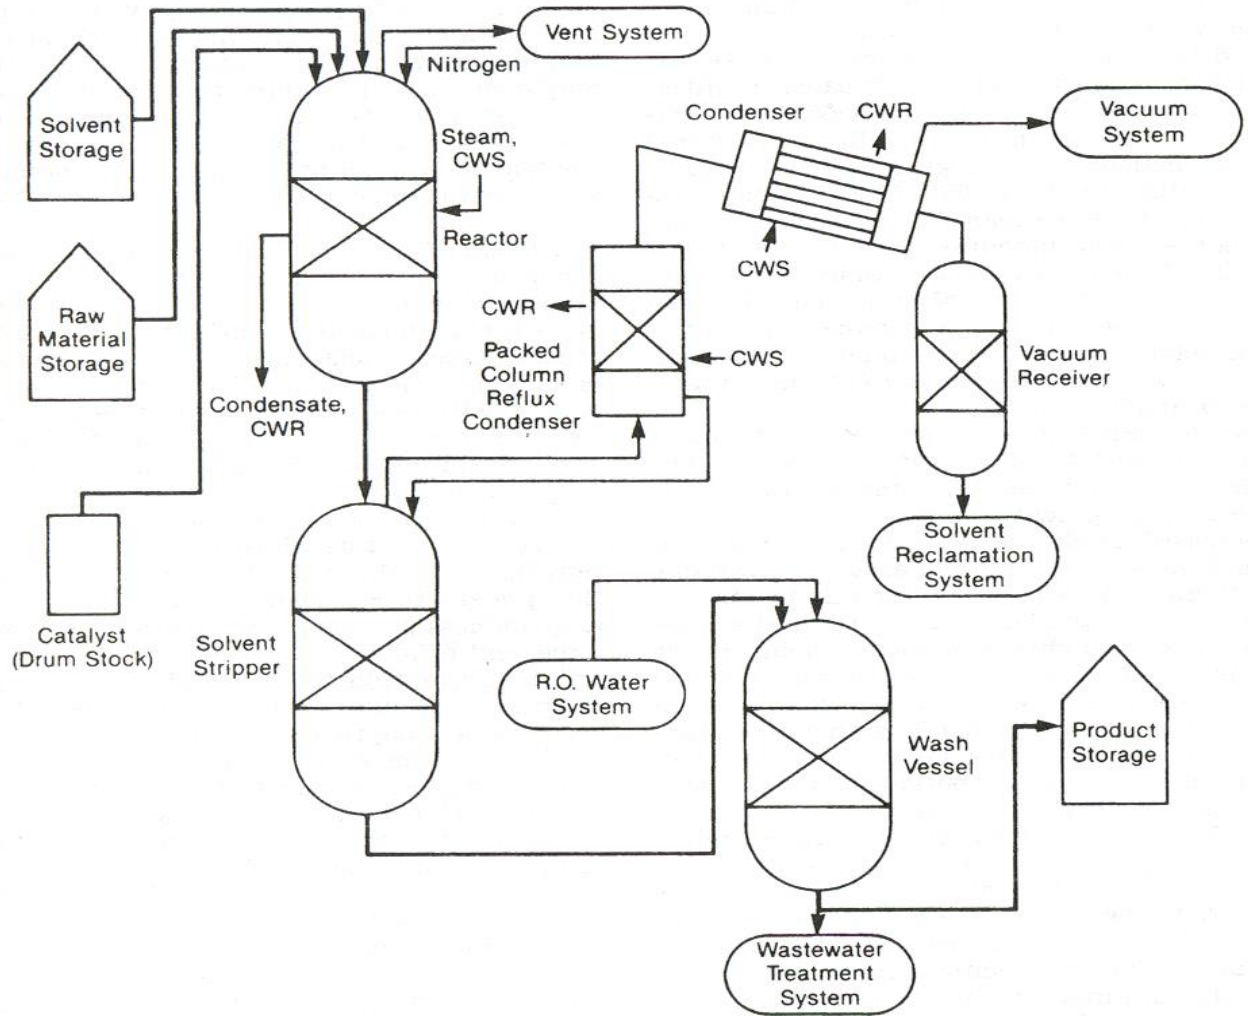 Vent System
Nitrogen
Solvent
Storage
Steam,
CWS
Reactor
Raw
Material
Storage
Condensate,
CWR
Catalyst
(Drum Stock)
Condenser
CWR
CWS
Vacuum
System
CWR
CWS
Packed
Column
Reflux
Condenser
Vacuum
Receiver
Solvent
Reclamation
System
Solvent
Stripper
R.O. Water
System
Wash
Vessel
Product
Storage
Wastewater
Treatment
System